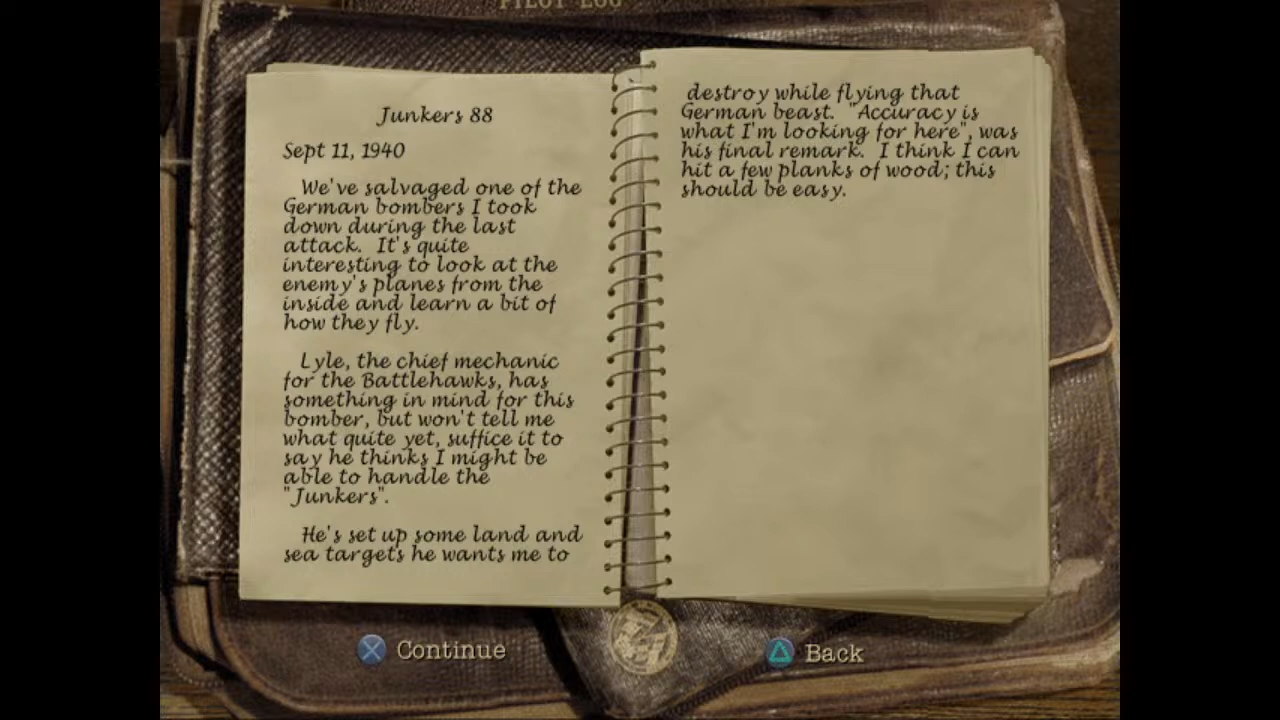 PILOT LOG
Junkers 88
Sept 11, 1940
We've salvaged one of the
German bombers I took
down during the last
attack. It's quite
interesting to look at the
enemy's planes from the
inside and learn a bit of
how they fly.
Lyle, the chief mechanic
for the Battlehawks, has
something in mind for this
bomber, but won't tell me
what quite yet, suffice it to
say he thinks I might be
able to handle the
"Junkers".
He's set up some land and
sea targets he wants me to
destroy while flying that
German beast. "Accuracy is
what I'm looking for here", was
his final remark. I think I can
hit a few planks of wood; this
should be easy.
Continue
Back